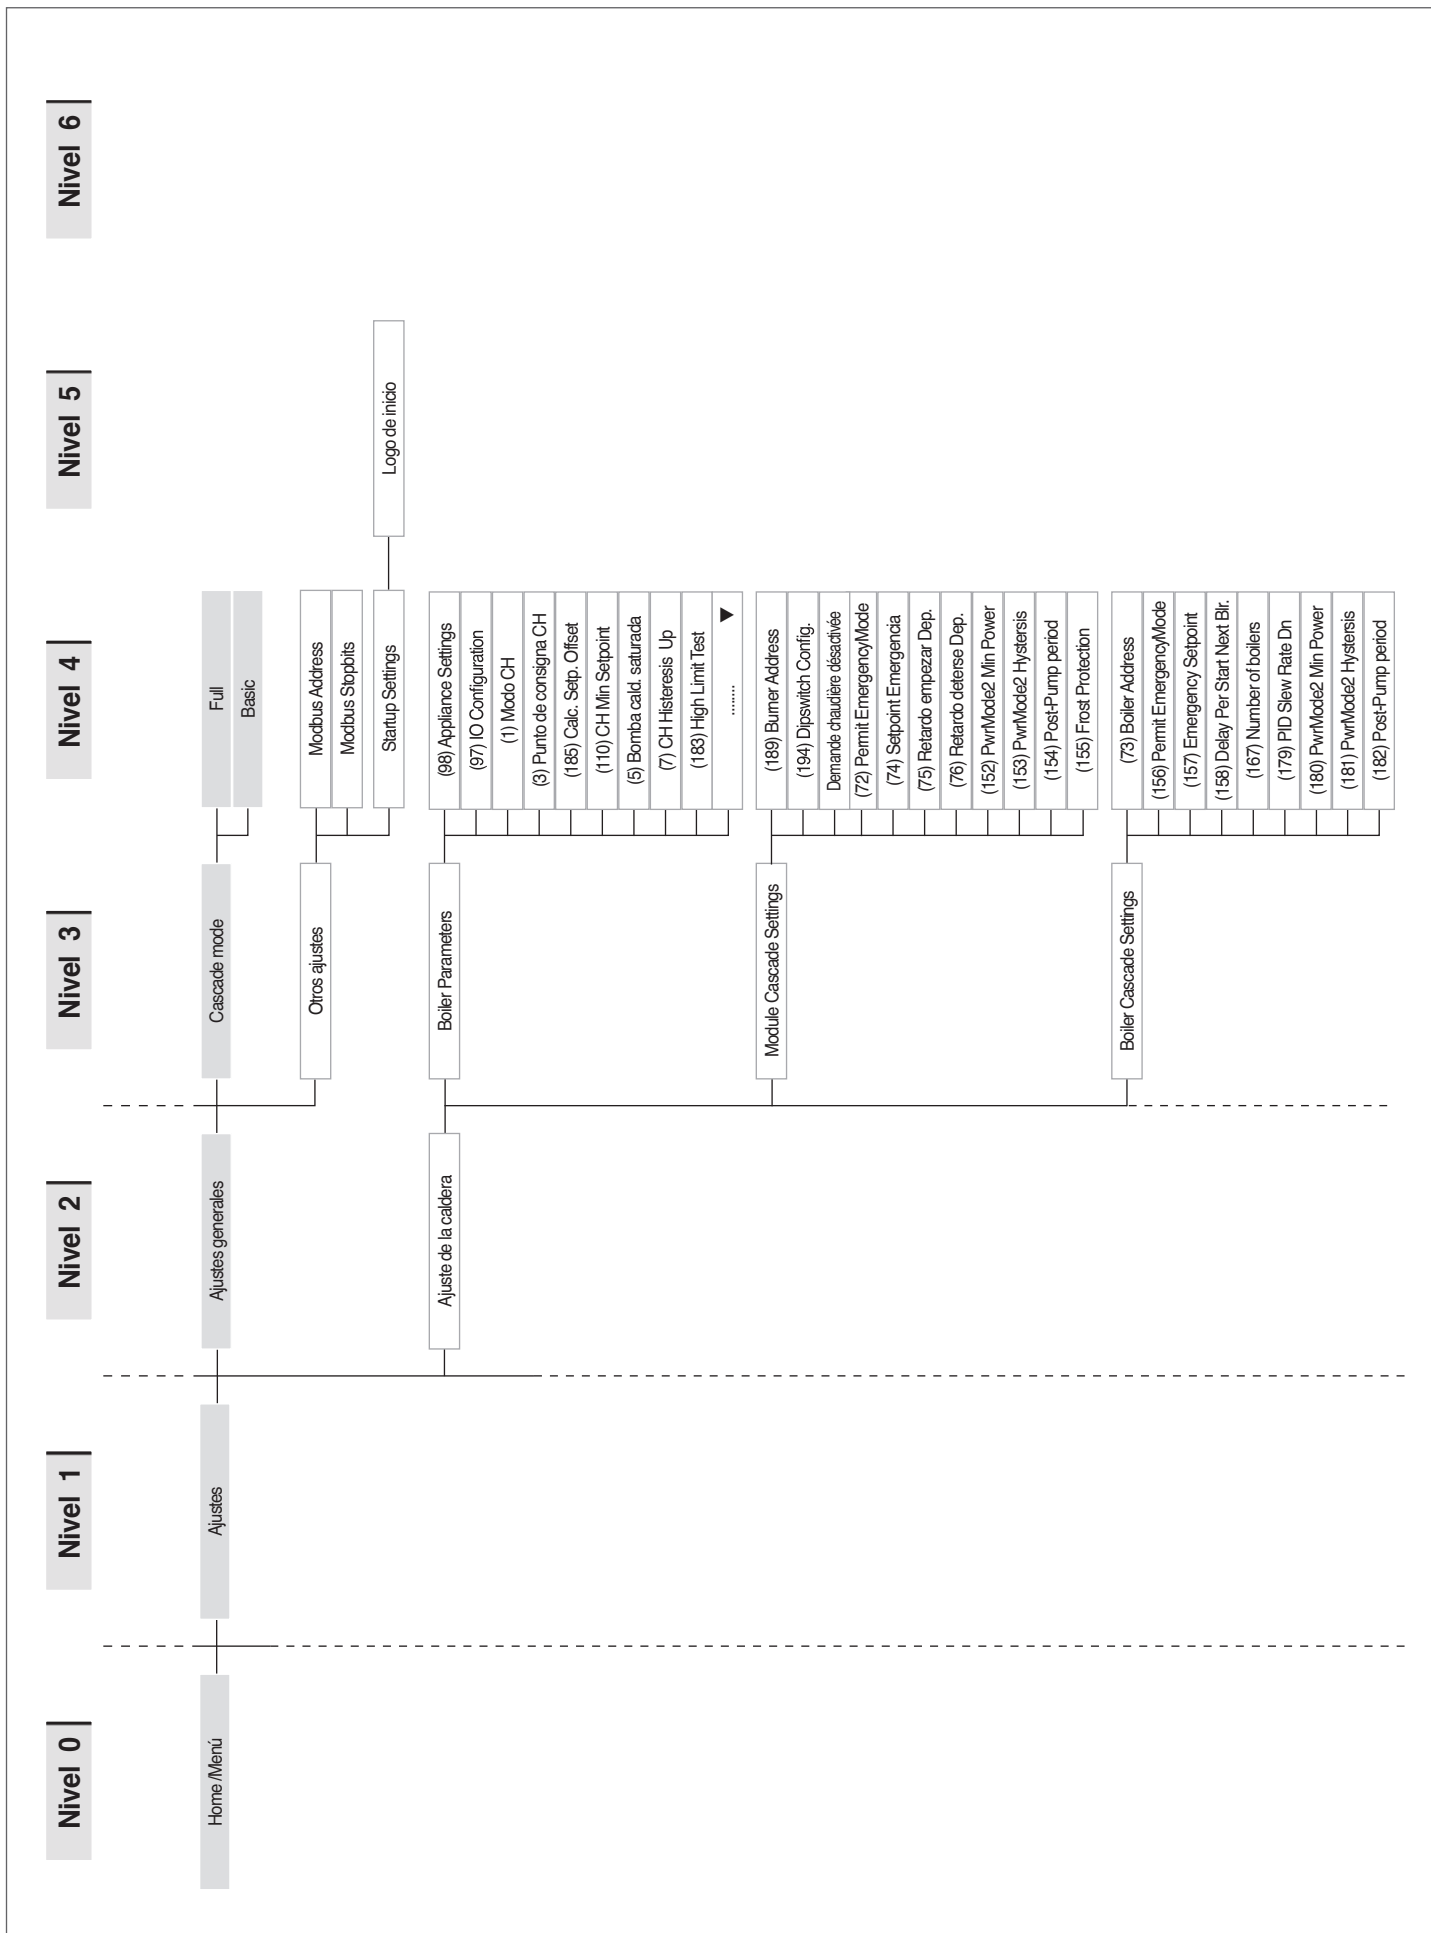 Nivel 0
Nivel 1
Nivel 2
Nivel 3
Nivel 4
Nivel 5
Nivel 6
Home /Menú
Ajustes
Ajustes generales
Cascade mode
Full
Basic
Otros ajustes
Modbus Address
Modbus Stopbits
Startup Settings
Logo de inicio
Ajuste de la caldera
Boiler Parameters
(98) Appliance Settings
(97) IO Configuration
(1) Modo CH
(3) Punto de consigna CH
(185) Calc. Setp. Offset
(110) CH Min Setpoint
(5) Bomba cald. saturada
(7) CH Histeresis Up
(183) High Limit Test
........
Module Cascade Settings
(189) Burner Address
(194) Dipswitch Config.
Demande chaudière désactivée
(72) Permit EmergencyMode
(74) Setpoint Emergencia
(75) Retardo empezar Dep.
(76) Retardo deterse Dep.
(152) PwrMode2 Min Power
(153) PwrMode2 Hystersis
(154) Post-Pump period
(155) Frost Protection
Boiler Cascade Settings
(73) Boiler Address
(156) Permit EmergencyMode
(157) Emergency Setpoint
(158) Delay Per Start Next Blr.
(167) Number of boilers
(179) PID Slew Rate Dn
(180) PwrMode2 Min Power
(181) PwrMode2 Hystersis
(182) Post-Pump period